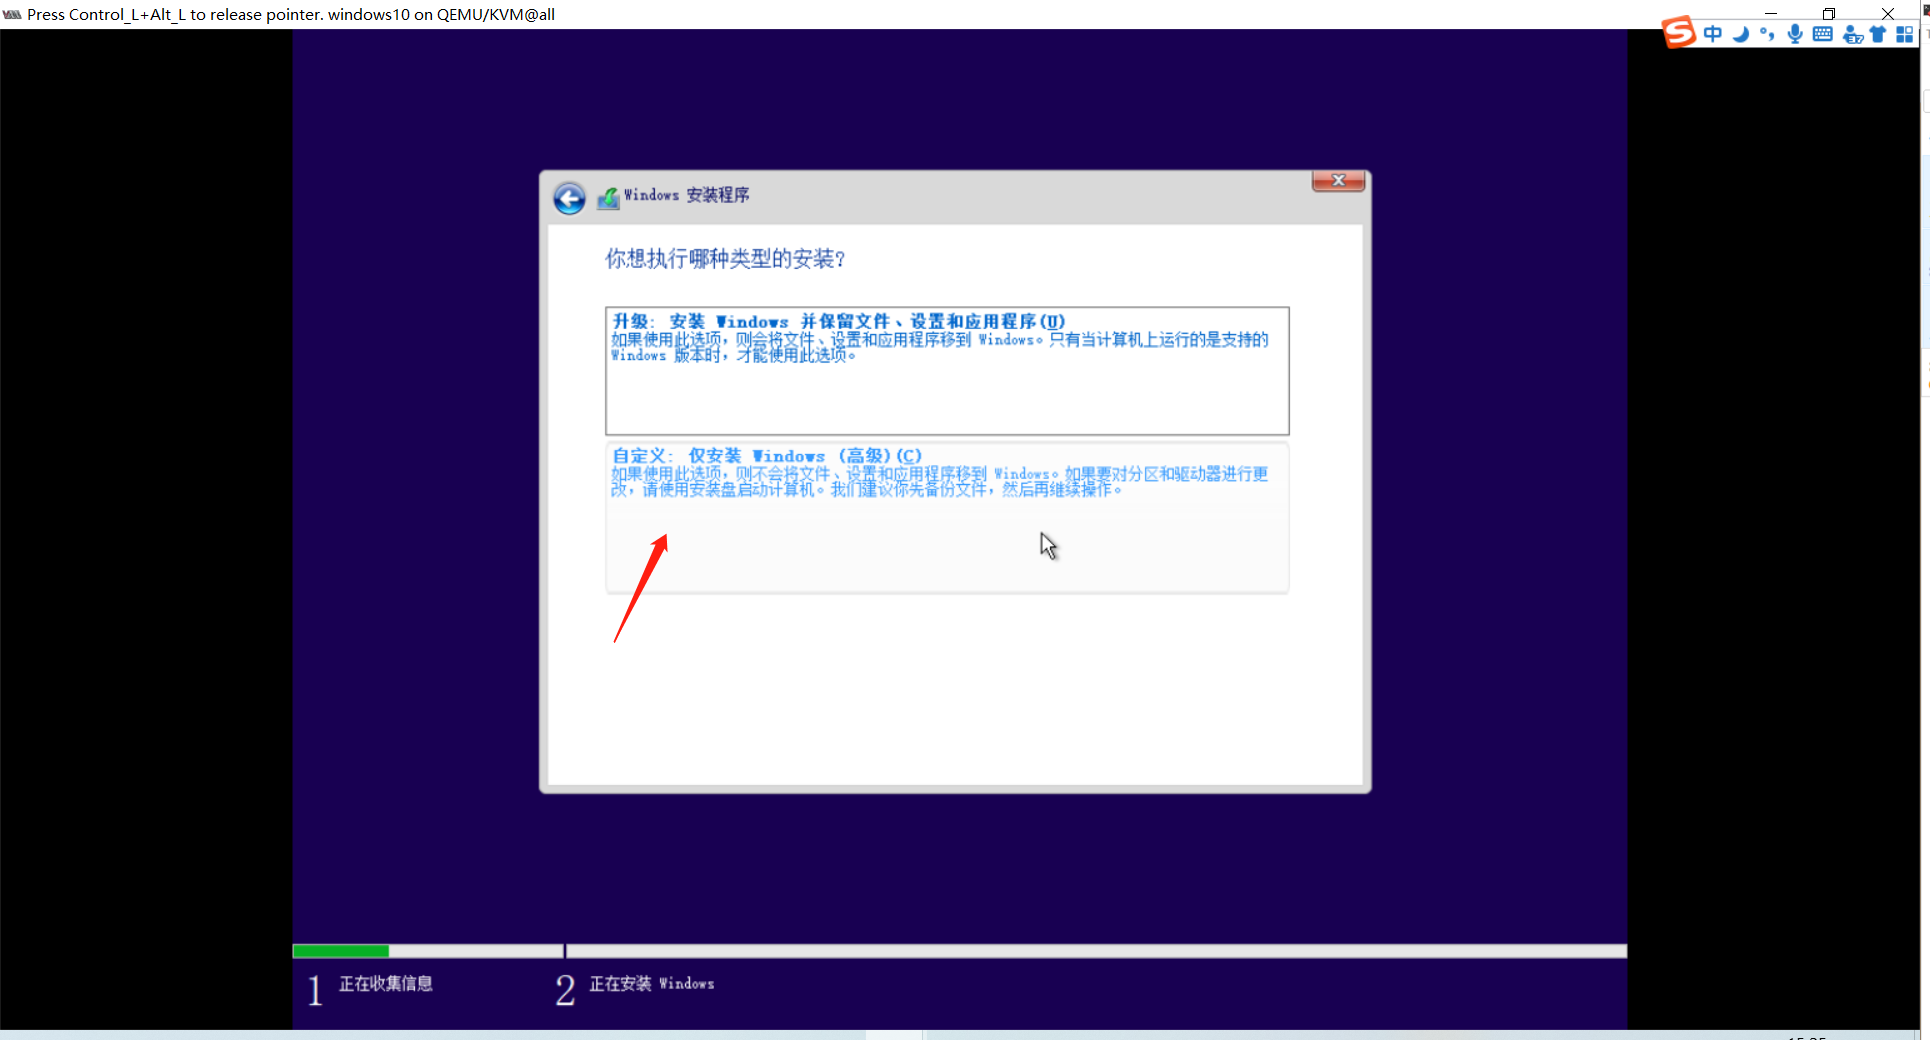 Press Control_L+Alt_L to release pointer. windows10 on QEMU/KVM@all
中
Windows 安装程序
你想执行哪种类型的安装？
升级: 安装 Windows 并保留文件、设置和应用程序(U)
如果使用此选项，则会将文件、设置和应用程序移到 Windows。只有当计算机上运行的是支持的
Windows 版本时，才能使用此选项。
自定义: 仅安装 Windows (高级)(C)
如果使用此选项，则不会将文件、设置和应用程序移到 Windows。如果要对分区和驱动器进行更
改，请使用安装盘启动计算机。我们建议你先备份文件，然后再继续操作。
1 正在收集信息
2 正在安装 Windows